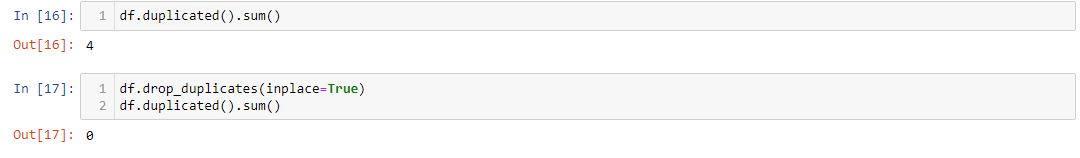 In [16]: 1 df.duplicated().sum()
Out[16]: 4
In [17]: 1 df.drop_duplicates(inplace=True)
2 df.duplicated().sum()
Out[17]: 0